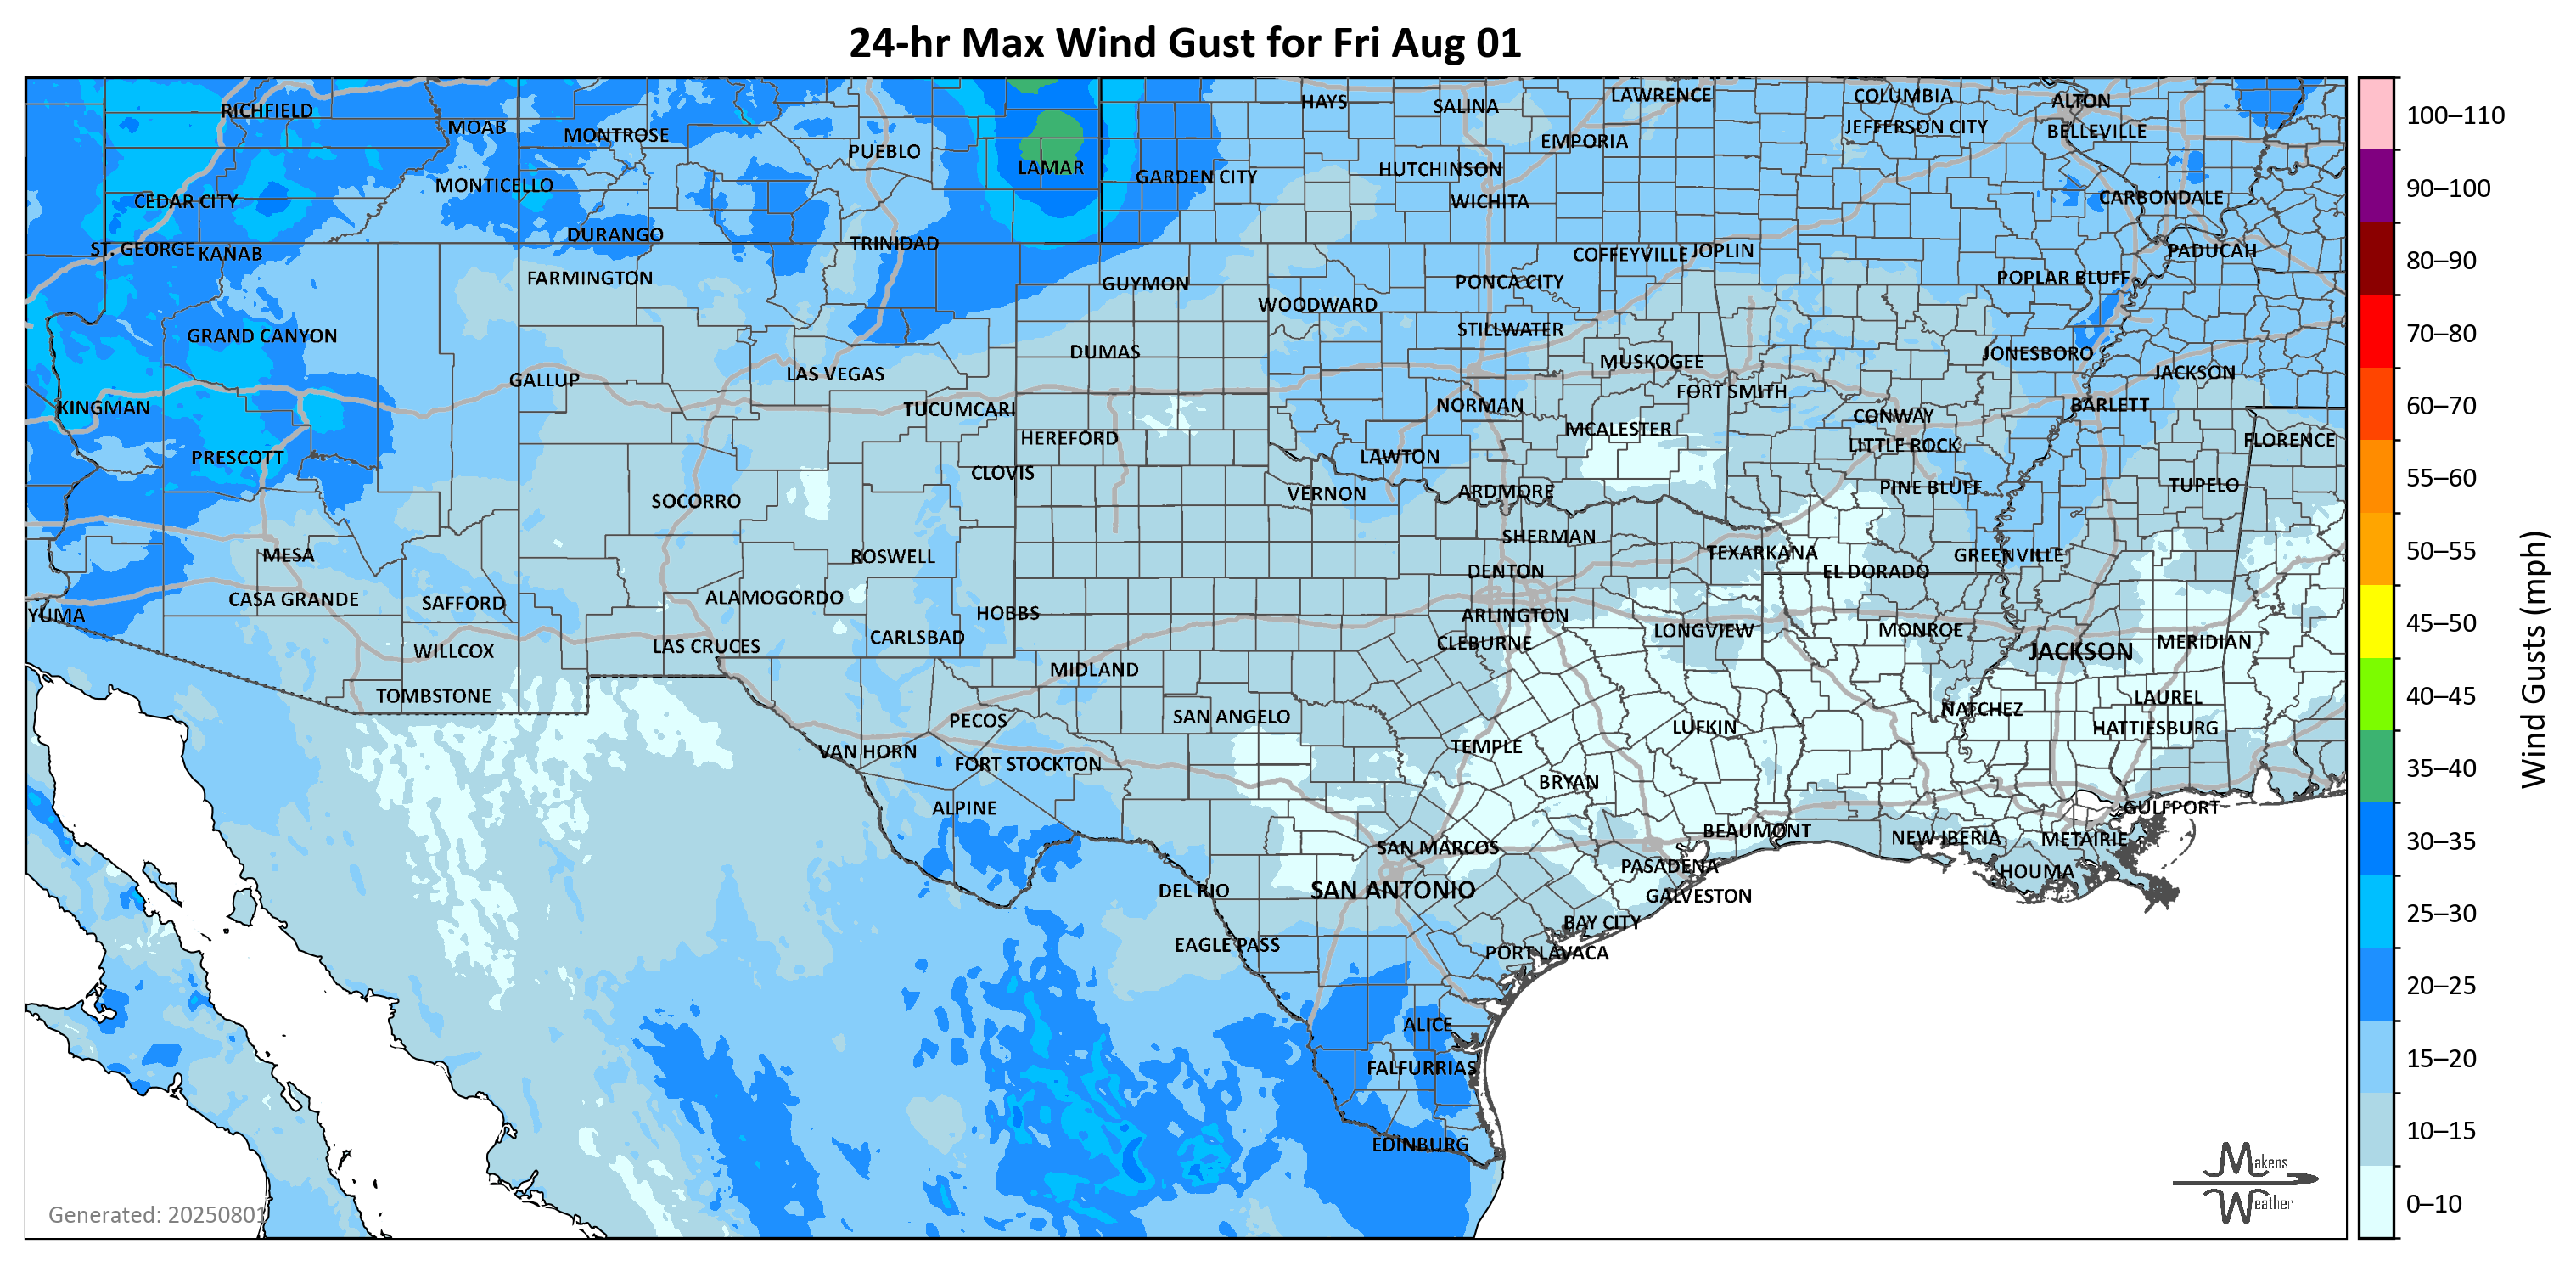 24-hr Max Wind Gust for Fri Aug 01
RICHFIELD
MOAB
MONTROSE
PUEBLO
LAMAR
HAYS
SALINA
LAWRENCE
COLUMBIA
ALTON
JEFFERSON CITY
BELLEVILLE
EMPORIA
HUTCHINSON
GARDEN CITY
MONTICELLO
CEDAR CITY
WICHITA
CARBONDALE
DURANGO
TRINIDAD
ST. GEORGE
KANAB
COFFEYVILLE
JOPLIN
PADUCAH
FARMINGTON
GUYMON
PONCA CITY
POPLAR BLUFF
WOODWARD
GRAND CANYON
STILLWATER
DUMAS
JONESBORO
MUSKOGEE
LAS VEGAS
JACKSON
GALLUP
FORT SMITH
KINGMAN
TUCUMCARI
NORMAN
BARLETT
CONWAY
MCALESTER
HEREFORD
LITTLE ROCK
FLORENCE
PRESCOTT
LAWTON
CLOVIS
SOCORRO
VERNON
ARDMORE
PINE BLUFF
TUPELO
SHERMAN
MESA
ROSWELL
TEXARKANA
GREENVILLE
DENTON
EL DORADO
CASA GRANDE
SAFFORD
ALAMOGORDO
HOBBS
ARLINGTON
YUMA
CARLSBAD
CLEBURNE
LONGVIEW
MONROE
WILLCOX
LAS CRUCES
JACKSON
MERIDIAN
MIDLAND
TOMBSTONE
LAUREL
NATCHEZ
PECOS
SAN ANGELO
LUFKIN
HATTIESBURG
VAN HORN
TEMPLE
FORT STOCKTON
BRYAN
ALPINE
GULFPORT
BEAUMONT
NEW IBERIA
METAIRIE
SAN MARCOS
PASADENA
HOUMA
DEL RIO
SAN ANTONIO
GALVESTON
BAY CITY
EAGLE PASS
PORT LAVACA
ALICE
FALFURRIAS
EDINBURG
Generated: 20250801
Makens
Weather
100–110
90–100
80–90
70–80
60–70
55–60
50–55
45–50
40–45
35–40
30–35
25–30
20–25
15–20
10–15
0–10
Wind Gusts (mph)